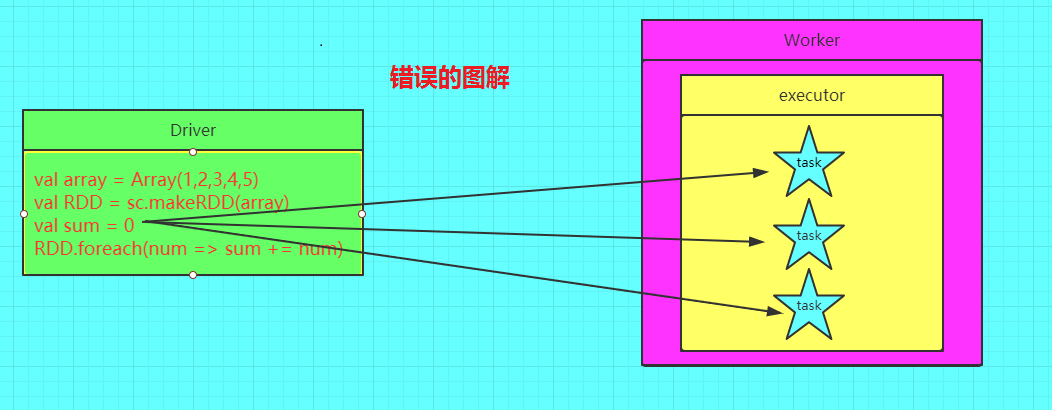 错误的图解
Driver
val array = Array(1,2,3,4,5)
val RDD = sc.makeRDD(array)
val sum = 0
RDD.foreach(num => sum += num)
Worker
executor
task
task
task